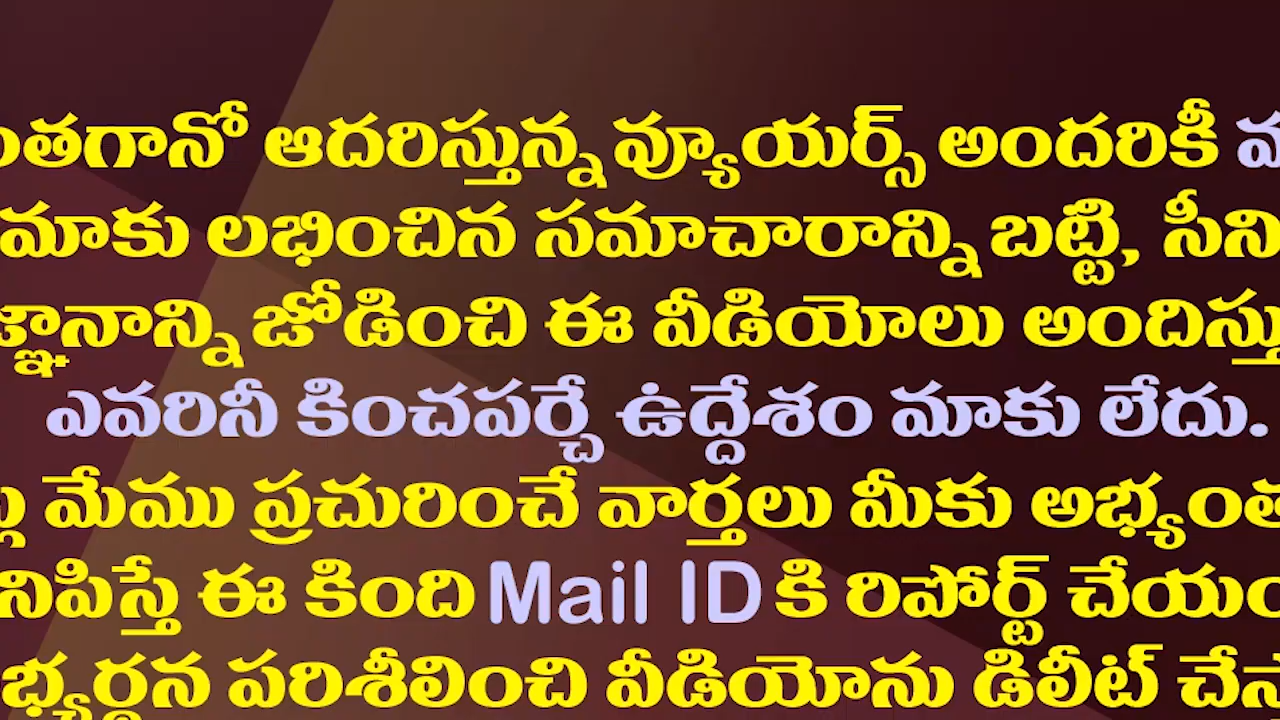 ఆదరిస్తున్న వ్యూయర్స్ అందరికీ
మాకు లభించిన సమాచారాన్ని బట్టి,
జోడించి ఈ వీడియోలు
ఎవరినీ కించపర్చే ఉద్దేశం మాకు లేదు.
మేము ప్రచురించే వార్తలు మీకు
ఈ కింది Mail ID కి రిపోర్ట్
పరిశీలించి వీడియోను డిలీట్